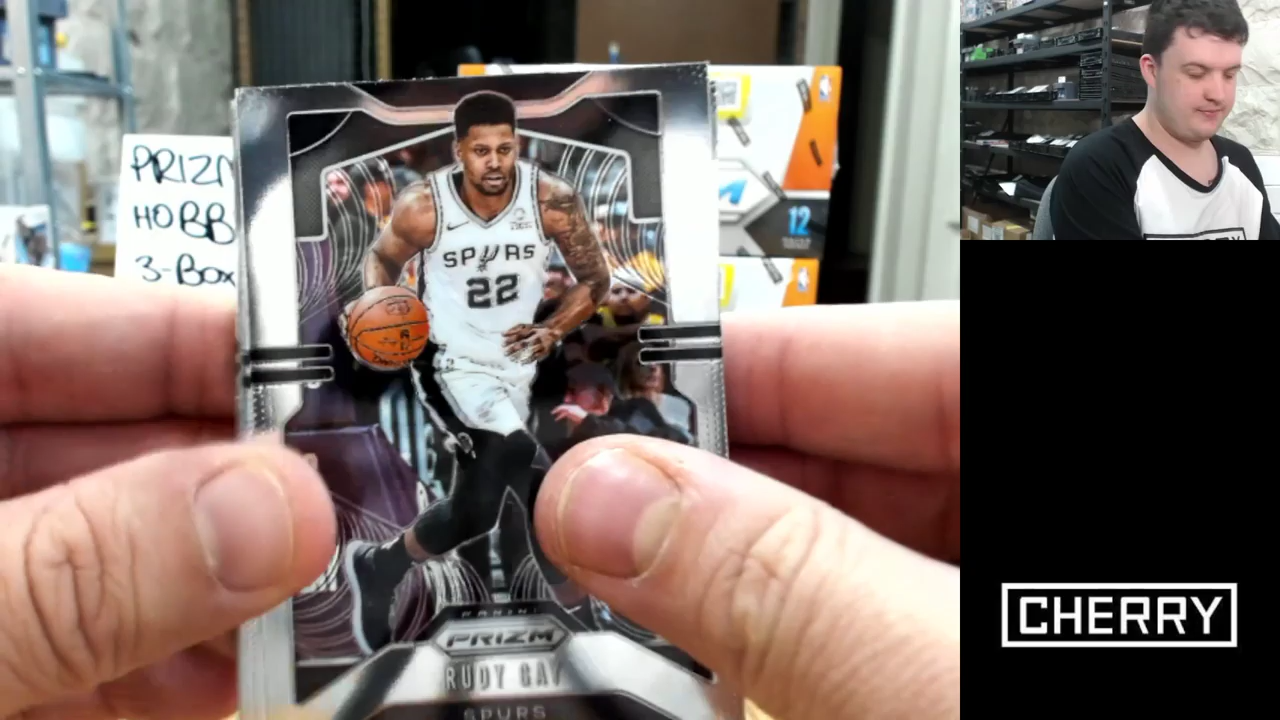 PRIZM
HOBB
3-Box
12
SPURS
22
PANINI
PRIZM
RUDY GAY
SPURS
CHERRY